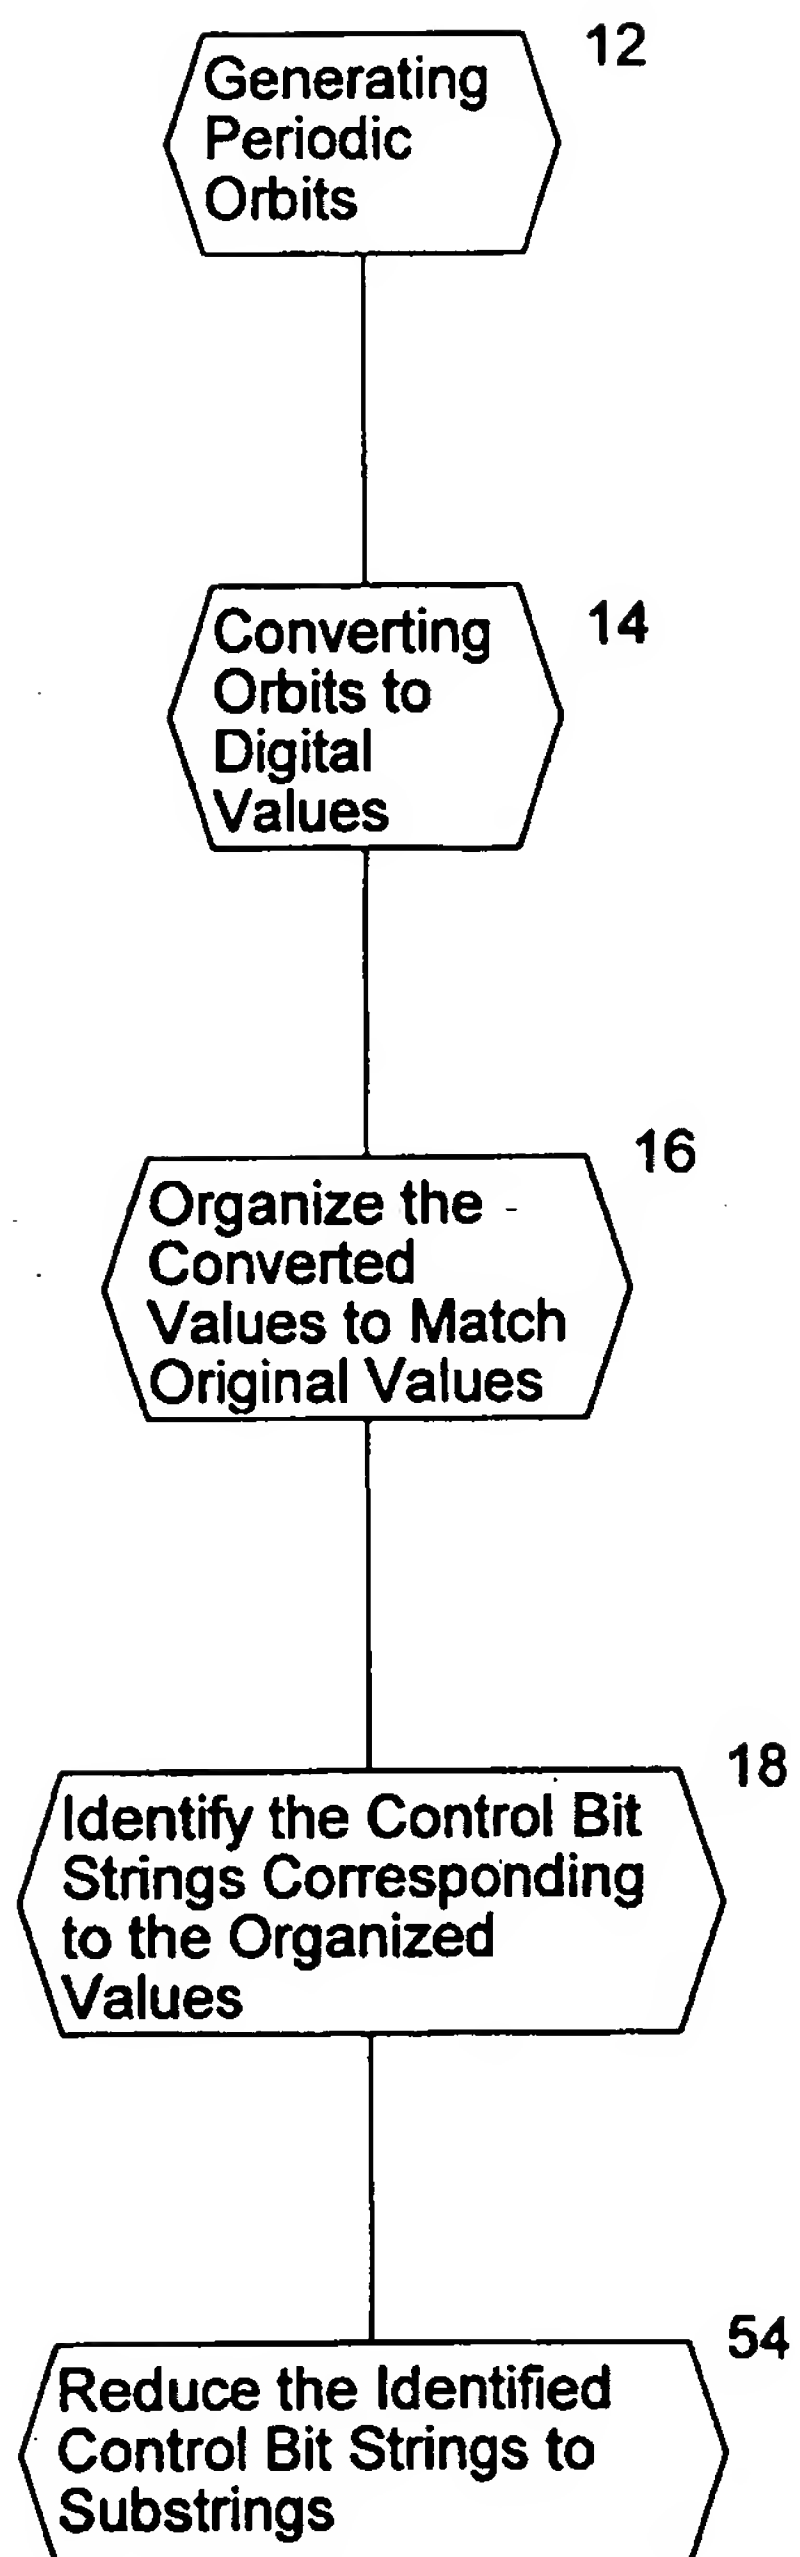 12
Generating
Periodic
Orbits
14
Converting
Orbits to
Digital
Values
16
Organize the
Converted
Values to Match
Original Values
18
Identify the Control Bit
Strings Corresponding
to the Organized
Values
54
Reduce the Identified
Control Bit Strings to
Substrings